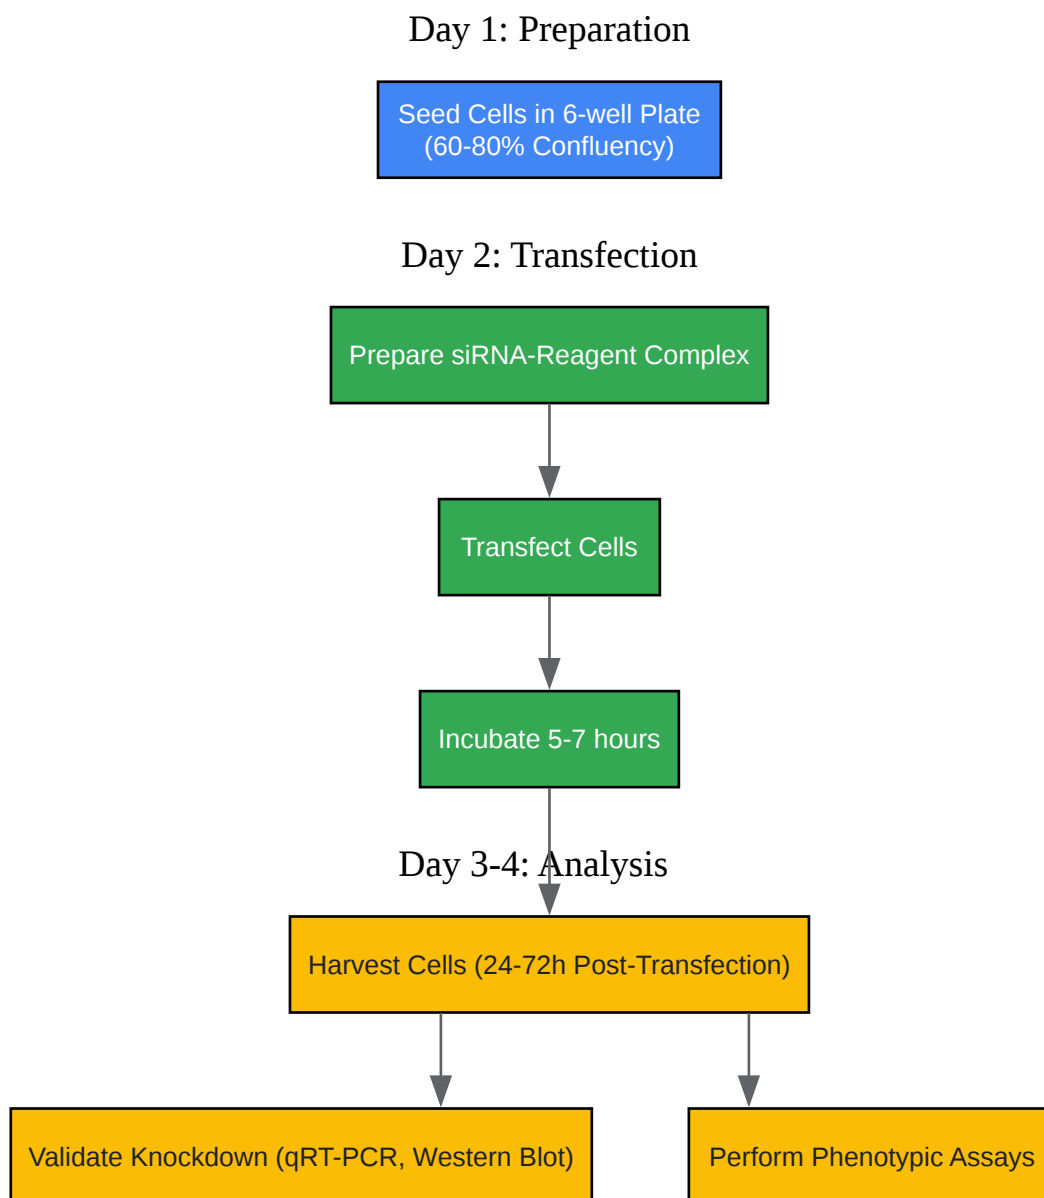 Day 1: Preparation
Seed Cells in 6-well Plate
(60-80% Confluency)
Day 2: Transfection
Prepare siRNA-Reagent Complex
Transfect Cells
Incubate 5-7 hours
Day 3-4: Analysis
Harvest Cells (24-72h Post-Transfection)
Validate Knockdown (qRT-PCR, Western Blot)
Perform Phenotypic Assays